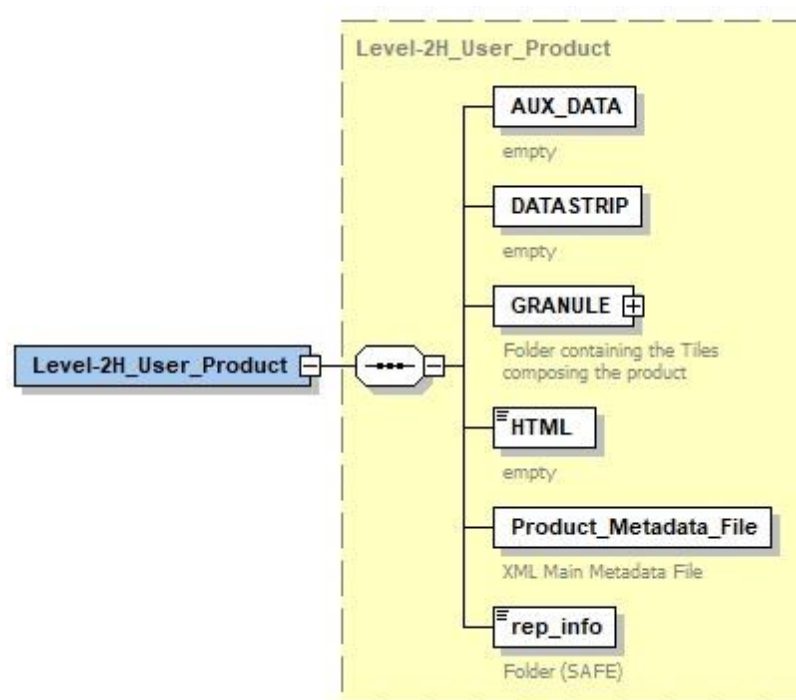 Level-2H_User_Product
AUX_DATA
empty
DATASTRIP
empty
GRANULE
Folder containing the Tiles
composing the product
Level-2H_User_Product
HTML
empty
Product_Metadata_File
XML Main Metadata File
rep_info
Folder (SAFE)